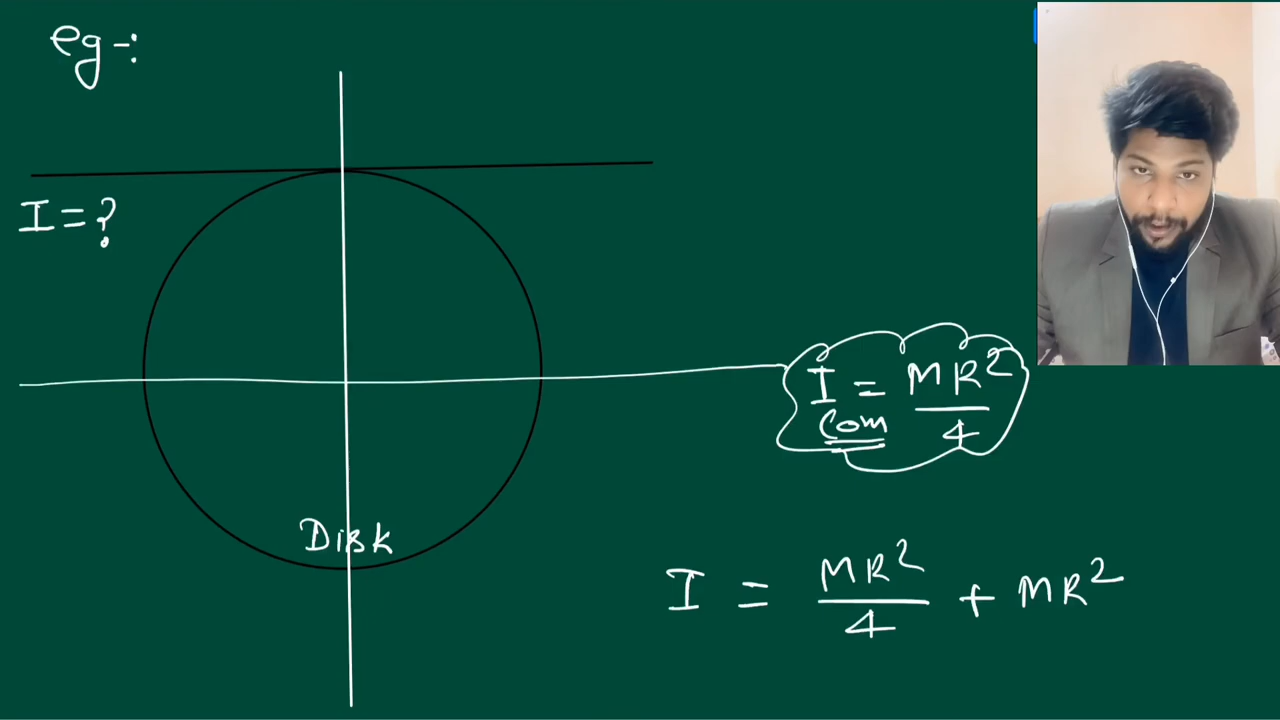 eg -:
I = ?
I com = MR²/4
Disk
I = MR²/4 + MR²